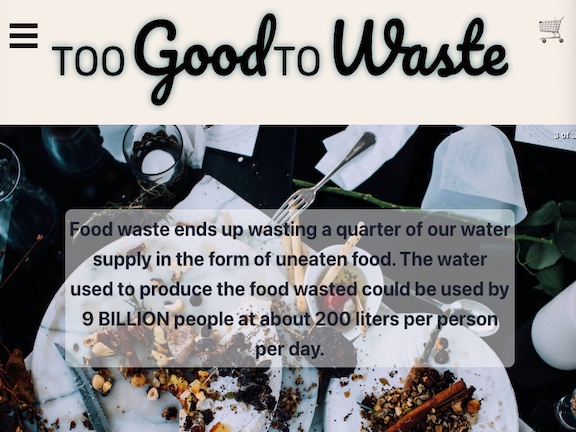 TOO Good TO Waste
3 of 3
Food waste ends up wasting a quarter of our water
supply in the form of uneaten food. The water
used to produce the food wasted could be used by
9 BILLION people at about 200 liters per person
per day.